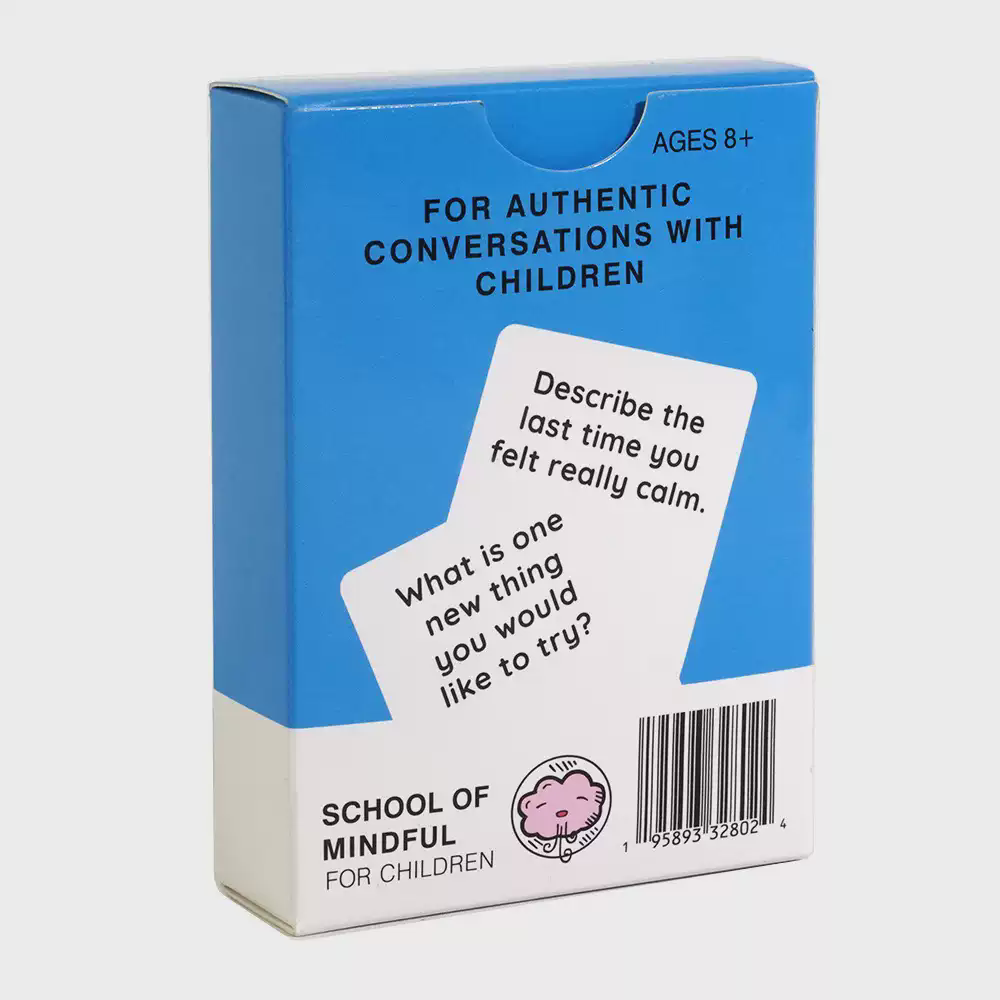 AGES 8+
FOR AUTHENTIC
CONVERSATIONS WITH
CHILDREN
Describe the
last time you
felt really calm.
What is one
new thing
you would
like to try?
SCHOOL OF
MINDFUL
FOR CHILDREN
1 95893 32802 4